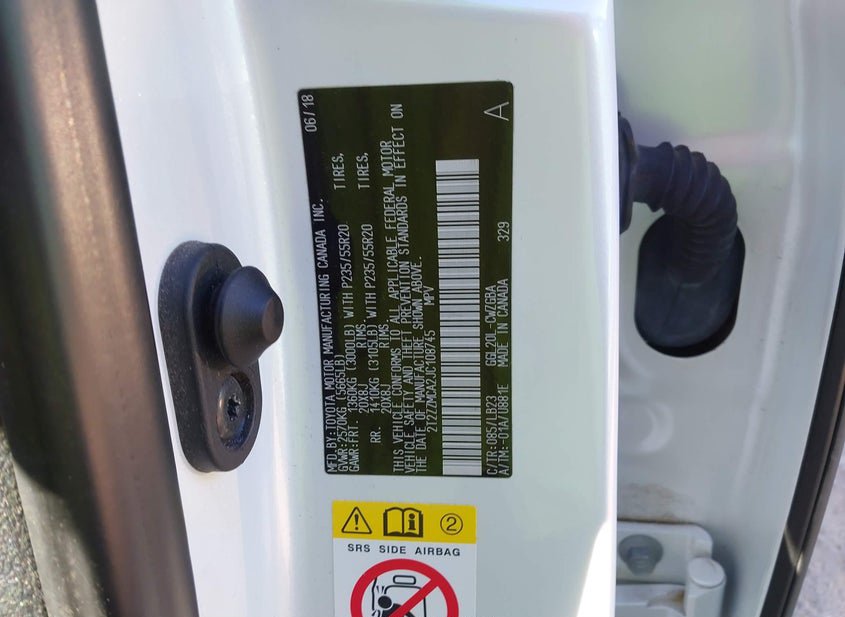 MFD.BY:TOYOTA MOTOR MANUFACTURING CANADA INC. 06/18
GVWR:2570KG (5665LB)
GAWR:FRT. 1360KG (3000LB) WITH P235/55R20 TIRES,
20X8J RIMS,
RR. 1410KG (3105LB) WITH P235/55R20 TIRES,
20X8J RIMS.
THIS VEHICLE CONFORMS TO ALL APPLICABLE FEDERAL MOTOR
VEHICLE SAFETY AND THEFT PREVENTION STANDARDS IN EFFECT ON
THE DATE OF MANUFACTURE SHOWN ABOVE.
2T2ZZMCA2JC108745 MPV
C/TR:085/LB23 GGL20L-CWZGBA
A/TM:-01A/U881E MADE IN CANADA 329 A
2
SRS SIDE AIRBAG